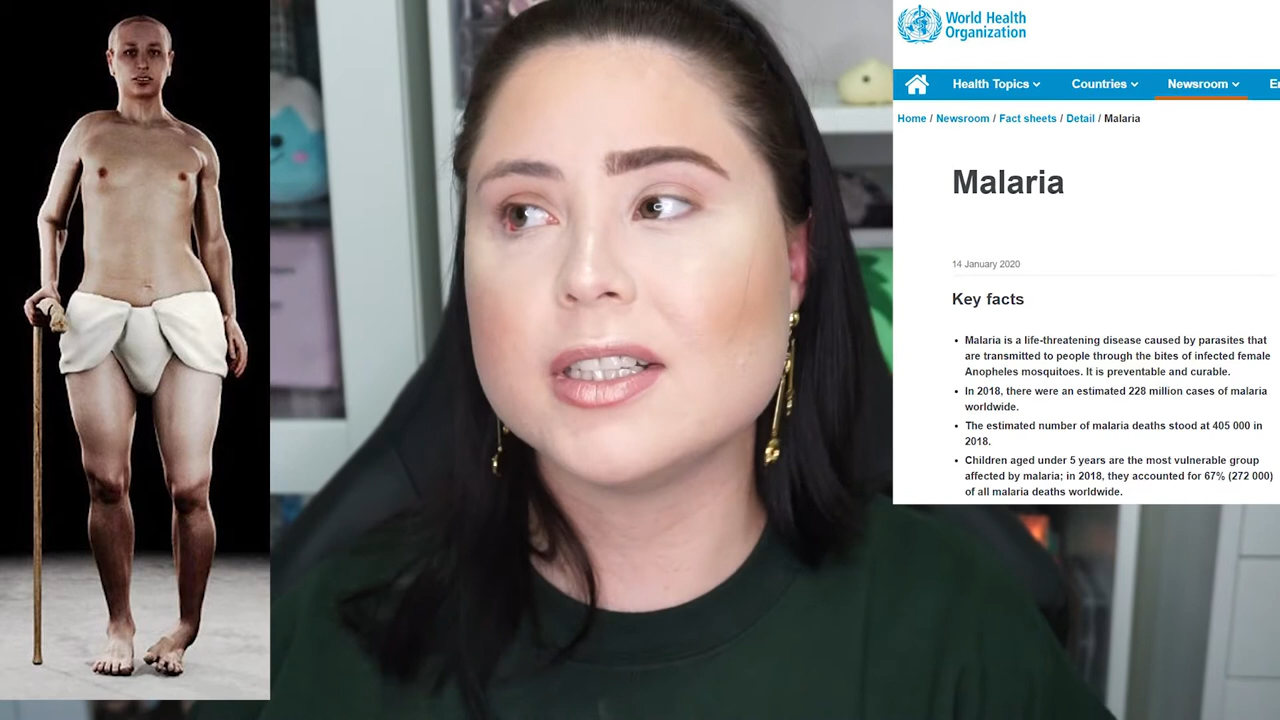 World Health
Organization
Health Topics
Countries
Newsroom
Home / Newsroom / Fact sheets / Detail / Malaria
Malaria
14 January 2020
Key facts
• Malaria is a life-threatening disease caused by parasites that
are transmitted to people through the bites of infected female
Anopheles mosquitoes. It is preventable and curable.
• In 2018, there were an estimated 228 million cases of malaria
worldwide.
• The estimated number of malaria deaths stood at 405 000 in
2018.
• Children aged under 5 years are the most vulnerable group
affected by malaria; in 2018, they accounted for 67% (272 000)
of all malaria deaths worldwide.